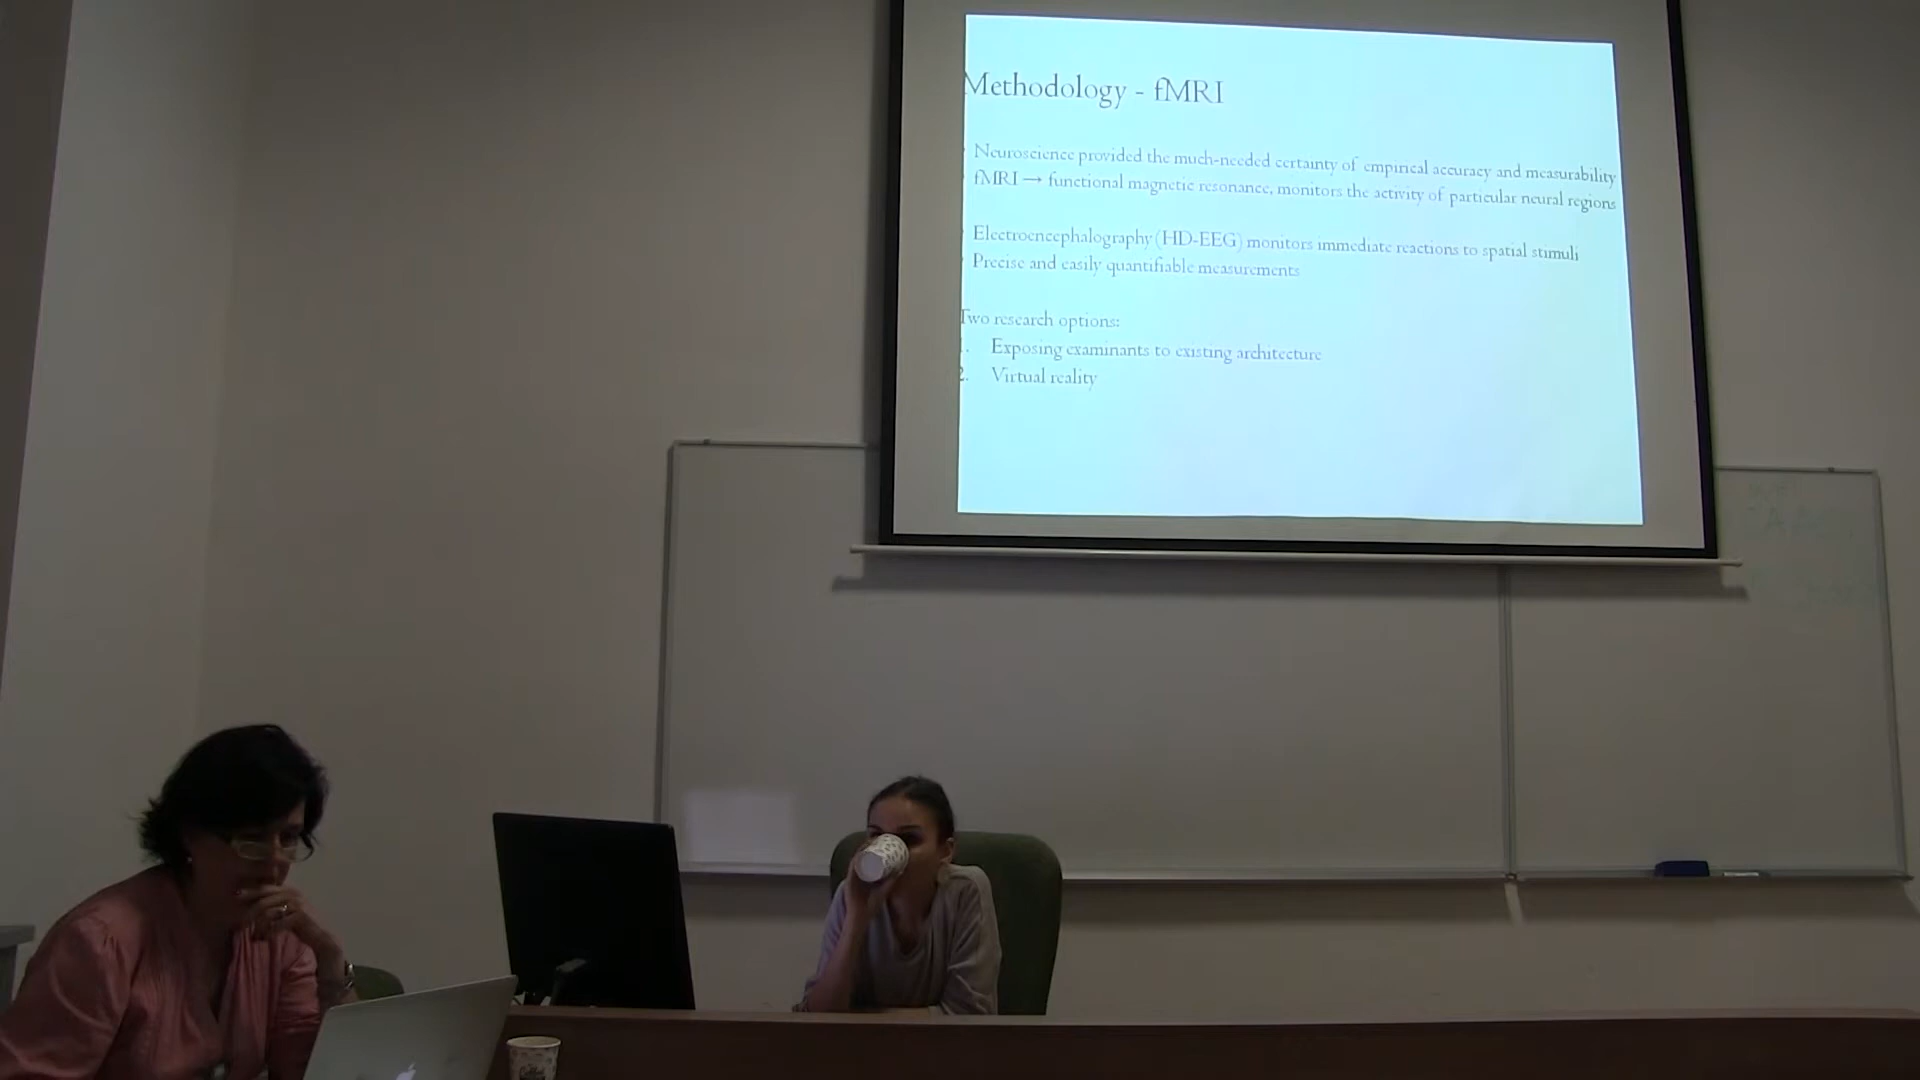 Methodology - fMRI
Neuroscience provided the much-needed certainty of empirical accuracy and measurability
fMRI → functional magnetic resonance, monitors the activity of particular neural regions
Electroencephalography (HD-EEG) monitors immediate reactions to spatial stimuli
Precise and easily quantifiable measurements
Two research options:
1. Exposing examinants to existing architecture
2. Virtual reality